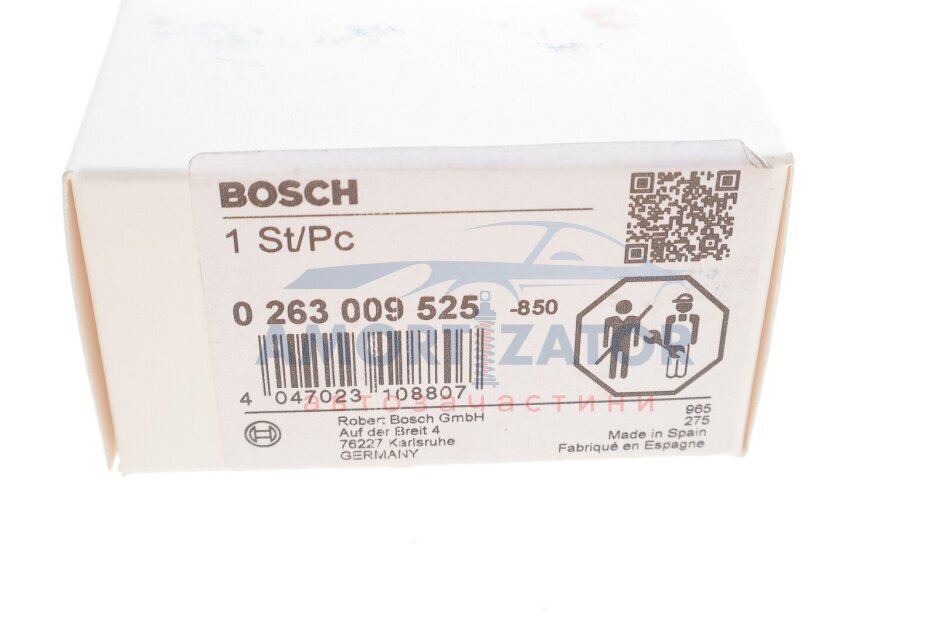 BOSCH
1 St/Pc
0 263 009 525 -850
AMORTIZATOR
4 047023 108807
автозачастини
965
275
Robert Bosch GmbH
Auf der Breit 4
76227 Karlsruhe
GERMANY
Made in Spain
Fabriqué en Espagne